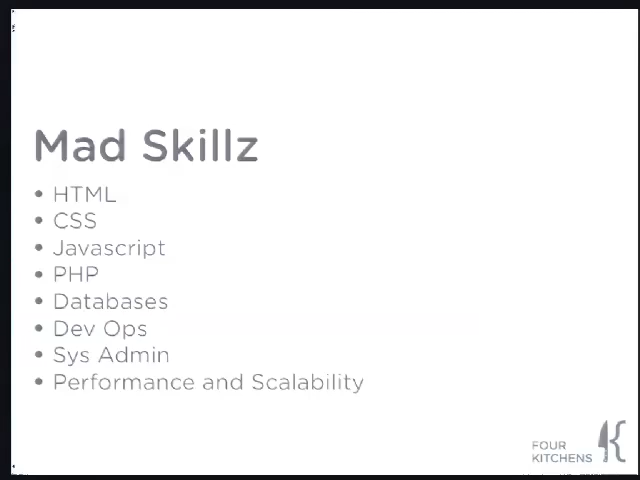 Mad Skillz
• HTML
• CSS
• Javascript
• PHP
• Databases
• Dev Ops
• Sys Admin
• Performance and Scalability
FOUR
KITCHENS